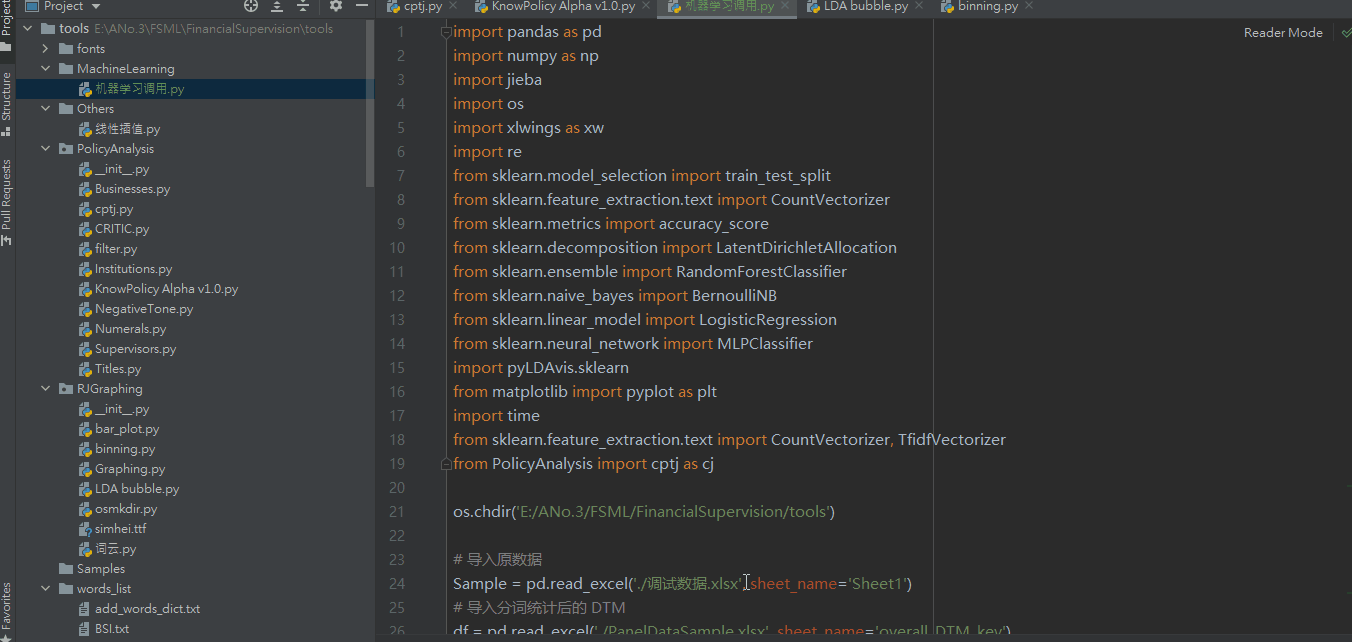 Project
cptj.py
KnowPolicy Alpha v1.0.py
机器学习调用.py
LDA bubble.py
binning.py
Project
Structure
Pull Requests
Favorites
tools E:\ANo.3\FSML\FinancialSupervision\tools
fonts
MachineLearning
机器学习调用.py
Others
线性插值.py
PolicyAnalysis
__init__.py
Businesses.py
cptj.py
CRITIC.py
filter.py
Institutions.py
KnowPolicy Alpha v1.0.py
NegativeTone.py
Numerals.py
Supervisors.py
Titles.py
RJGraphing
__init__.py
bar_plot.py
binning.py
Graphing.py
LDA bubble.py
osmkdir.py
simhei.ttf
词云.py
Samples
words_list
add_words_dict.txt
BSI.txt
Reader Mode
1 import pandas as pd
2 import numpy as np
3 import jieba
4 import os
5 import xlwings as xw
6 import re
7 from sklearn.model_selection import train_test_split
8 from sklearn.feature_extraction.text import CountVectorizer
9 from sklearn.metrics import accuracy_score
10 from sklearn.decomposition import LatentDirichletAllocation
11 from sklearn.ensemble import RandomForestClassifier
12 from sklearn.naive_bayes import BernoulliNB
13 from sklearn.linear_model import LogisticRegression
14 from sklearn.neural_network import MLPClassifier
15 import pyLDAvis.sklearn
16 from matplotlib import pyplot as plt
17 import time
18 from sklearn.feature_extraction.text import CountVectorizer, TfidfVectorizer
19 from PolicyAnalysis import cptj as cj
20
21 os.chdir('E:/ANo.3/FSML/FinancialSupervision/tools')
22
23 # 导入原数据
24 Sample = pd.read_excel('./调试数据.xlsx', sheet_name='Sheet1')
25 # 导入分词统计后的 DTM
26 df = pd.read_excel('./PanelDataSample.xlsx', sheet_name='overall_DTM_key')